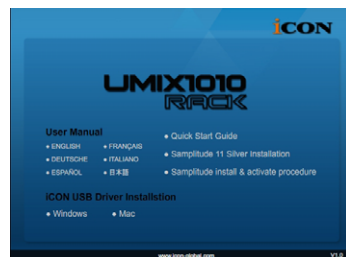 iCON
UMIX1010
RACK
User Manual
• ENGLISH
• FRANÇAIS
• DEUTSCHE
• ITALIANO
• ESPAÑOL
• 日本語
• Quick Start Guide
• Samplitude 11 Silver Installation
• Samplitude install & activate procedure
iCON USB Driver Installstion
• Windows
• Mac
www.icon-global.com
V1.0